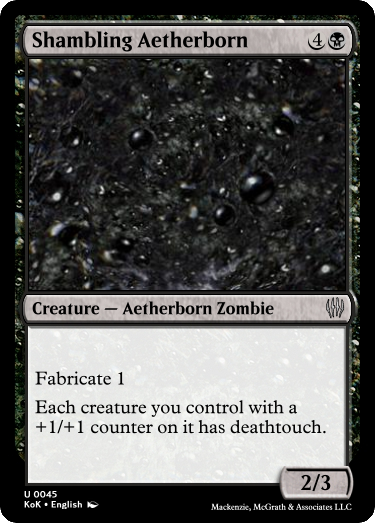 Shambling Aetherborn 4
Creature — Aetherborn Zombie
Fabricate 1
Each creature you control with a
+1/+1 counter on it has deathtouch.
2/3
U 0045
KoK • English
Mackenzie, McGrath & Associates LLC